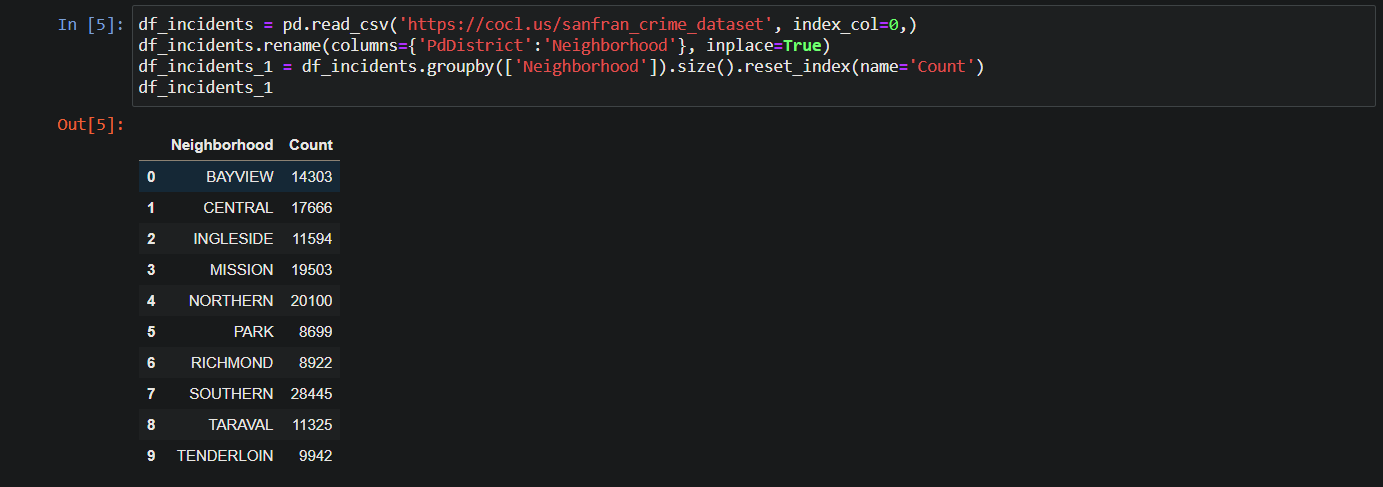 In [5]: df_incidents = pd.read_csv('https://cocl.us/sanfran_crime_dataset', index_col=0,)
df_incidents.rename(columns={'PdDistrict':'Neighborhood'}, inplace=True)
df_incidents_1 = df_incidents.groupby(['Neighborhood']).size().reset_index(name='Count')
df_incidents_1
Out[5]:
Neighborhood Count
0 BAYVIEW 14303
1 CENTRAL 17666
2 INGLESIDE 11594
3 MISSION 19503
4 NORTHERN 20100
5 PARK 8699
6 RICHMOND 8922
7 SOUTHERN 28445
8 TARAVAL 11325
9 TENDERLOIN 9942